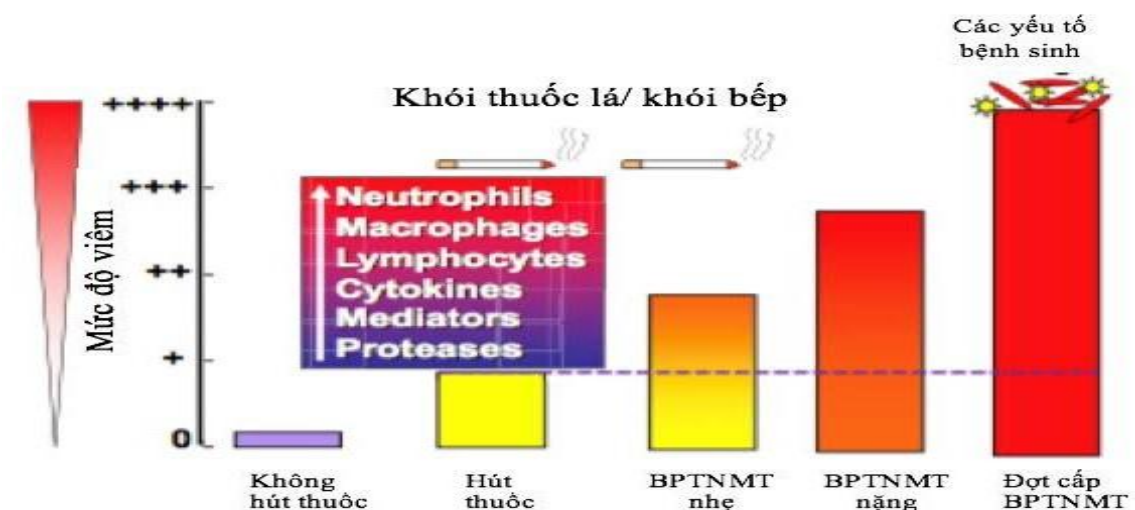 Các yếu tố
bệnh sinh
Khói thuốc lá/ khói bếp
++++
+++
++
+
0
Mức độ viêm
Neutrophils
Macrophages
Lymphocytes
Cytokines
Mediators
Proteases
Không
hút thuốc
Hút
thuốc
BPTNMT
nhẹ
BPTNMT
nặng
Đợt cấp
BPTNMT